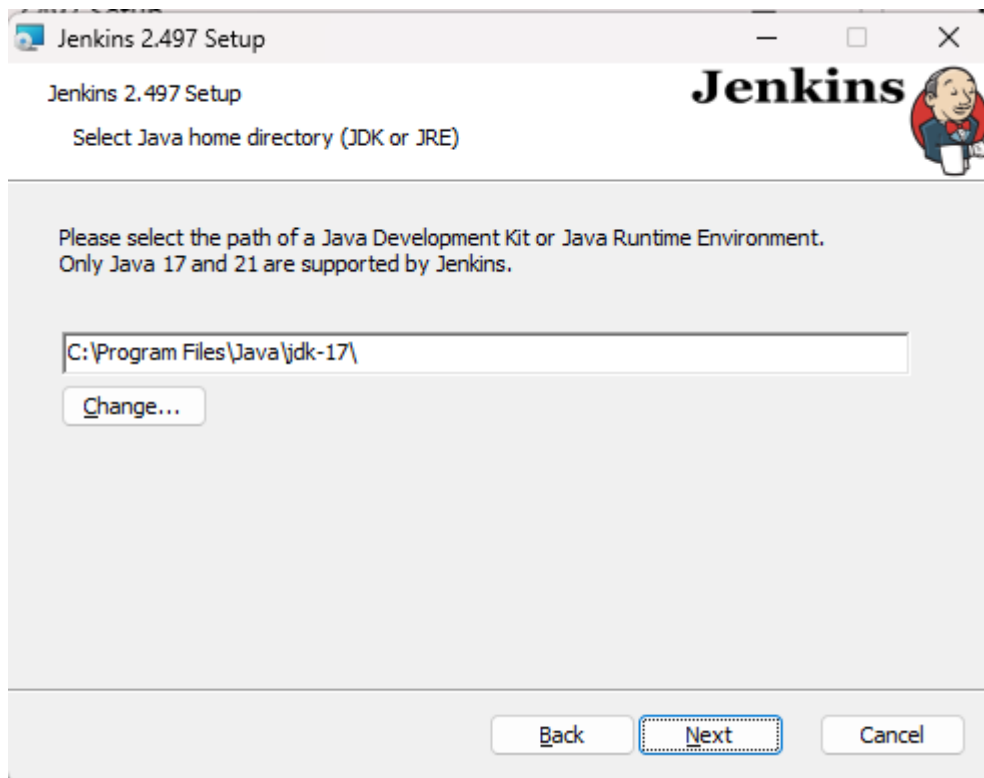 Jenkins 2.497 Setup
Jenkins 2.497 Setup
Jenkins
Select Java home directory (JDK or JRE)
Please select the path of a Java Development Kit or Java Runtime Environment.
Only Java 17 and 21 are supported by Jenkins.
C:\Program Files\Java\jdk-17\
Change...
Back
Next
Cancel